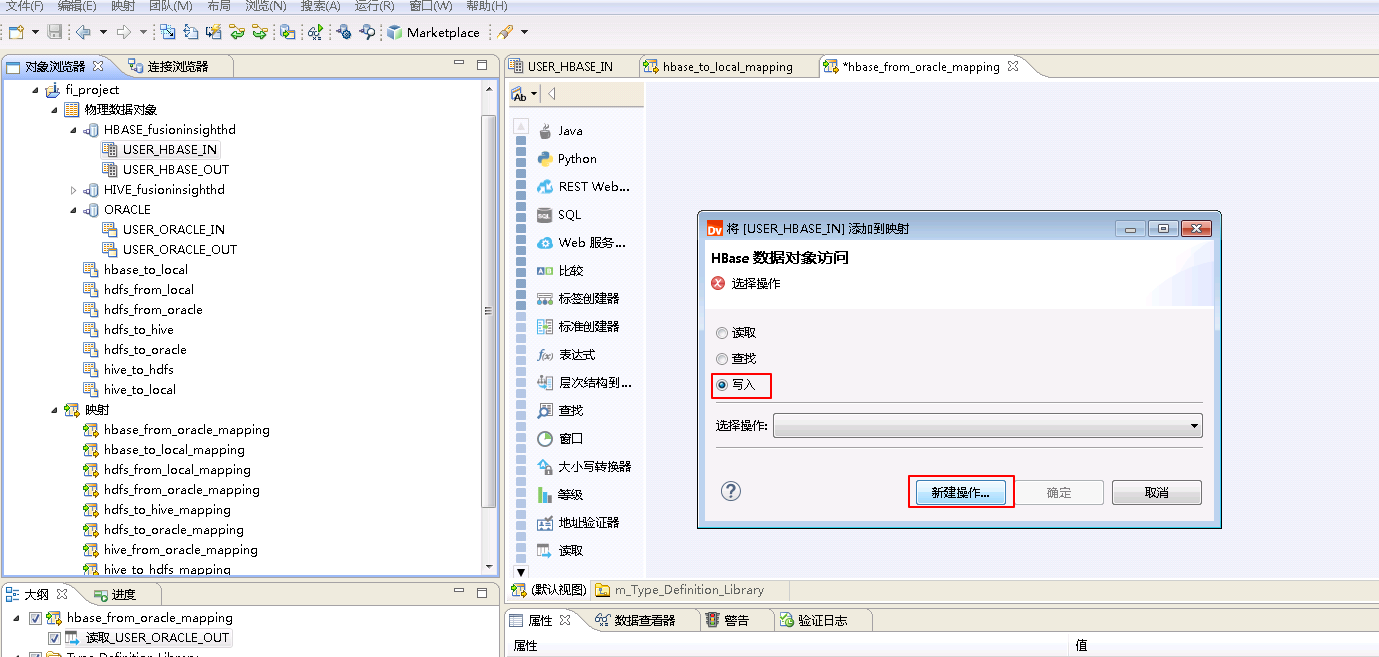 文件(F) 编辑(E) 映射 团队(M) 布局 浏览(N) 搜索(A) 运行(R) 窗口(W) 帮助(H)
Marketplace
对象浏览器
连接浏览器
fi_project
物理数据对象
HBASE_fusioninsighthd
USER_HBASE_IN
USER_HBASE_OUT
HIVE_fusioninsighthd
ORACLE
USER_ORACLE_IN
USER_ORACLE_OUT
hbase_to_local
hdfs_from_local
hdfs_from_oracle
hdfs_to_hive
hdfs_to_oracle
hive_to_hdfs
hive_to_local
映射
hbase_from_oracle_mapping
hbase_to_local_mapping
hdfs_from_local_mapping
hdfs_from_oracle_mapping
hdfs_to_hive_mapping
hdfs_to_oracle_mapping
hive_from_oracle_mapping
hive_to_hdfs_mapping
大纲
进度
hbase_from_oracle_mapping
读取_USER_ORACLE_OUT
Type_Definition_Library
USER_HBASE_IN
hbase_to_local_mapping
*hbase_from_oracle_mapping
Ab
Java
Python
REST Web...
SQL
Web 服务...
比较
标签创建器
标准创建器
表达式
层次结构到...
查找
窗口
大小写转换器
等级
地址验证器
读取
Dv 将 [USER_HBASE_IN] 添加到映射
HBase 数据对象访问
选择操作
读取
查找
写入
选择操作:
新建操作...
确定
取消
(默认视图)
m_Type_Definition_Library
属性
数据查看器
警告
验证日志
属性
值